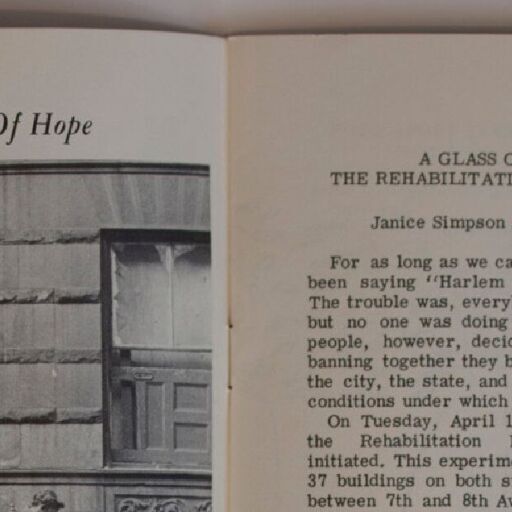 Of Hope
A GLASS
THE REHABILITATI
Janice Simpson
For as long as we ca
been saying "Harlem
The trouble was, every
but no one was doing
people, however, decid
banning together they b
the city, the state, and
conditions under which
On Tuesday, April 1
the Rehabilitation
initiated. This experime
37 buildings on both s
between 7th and 8th Av